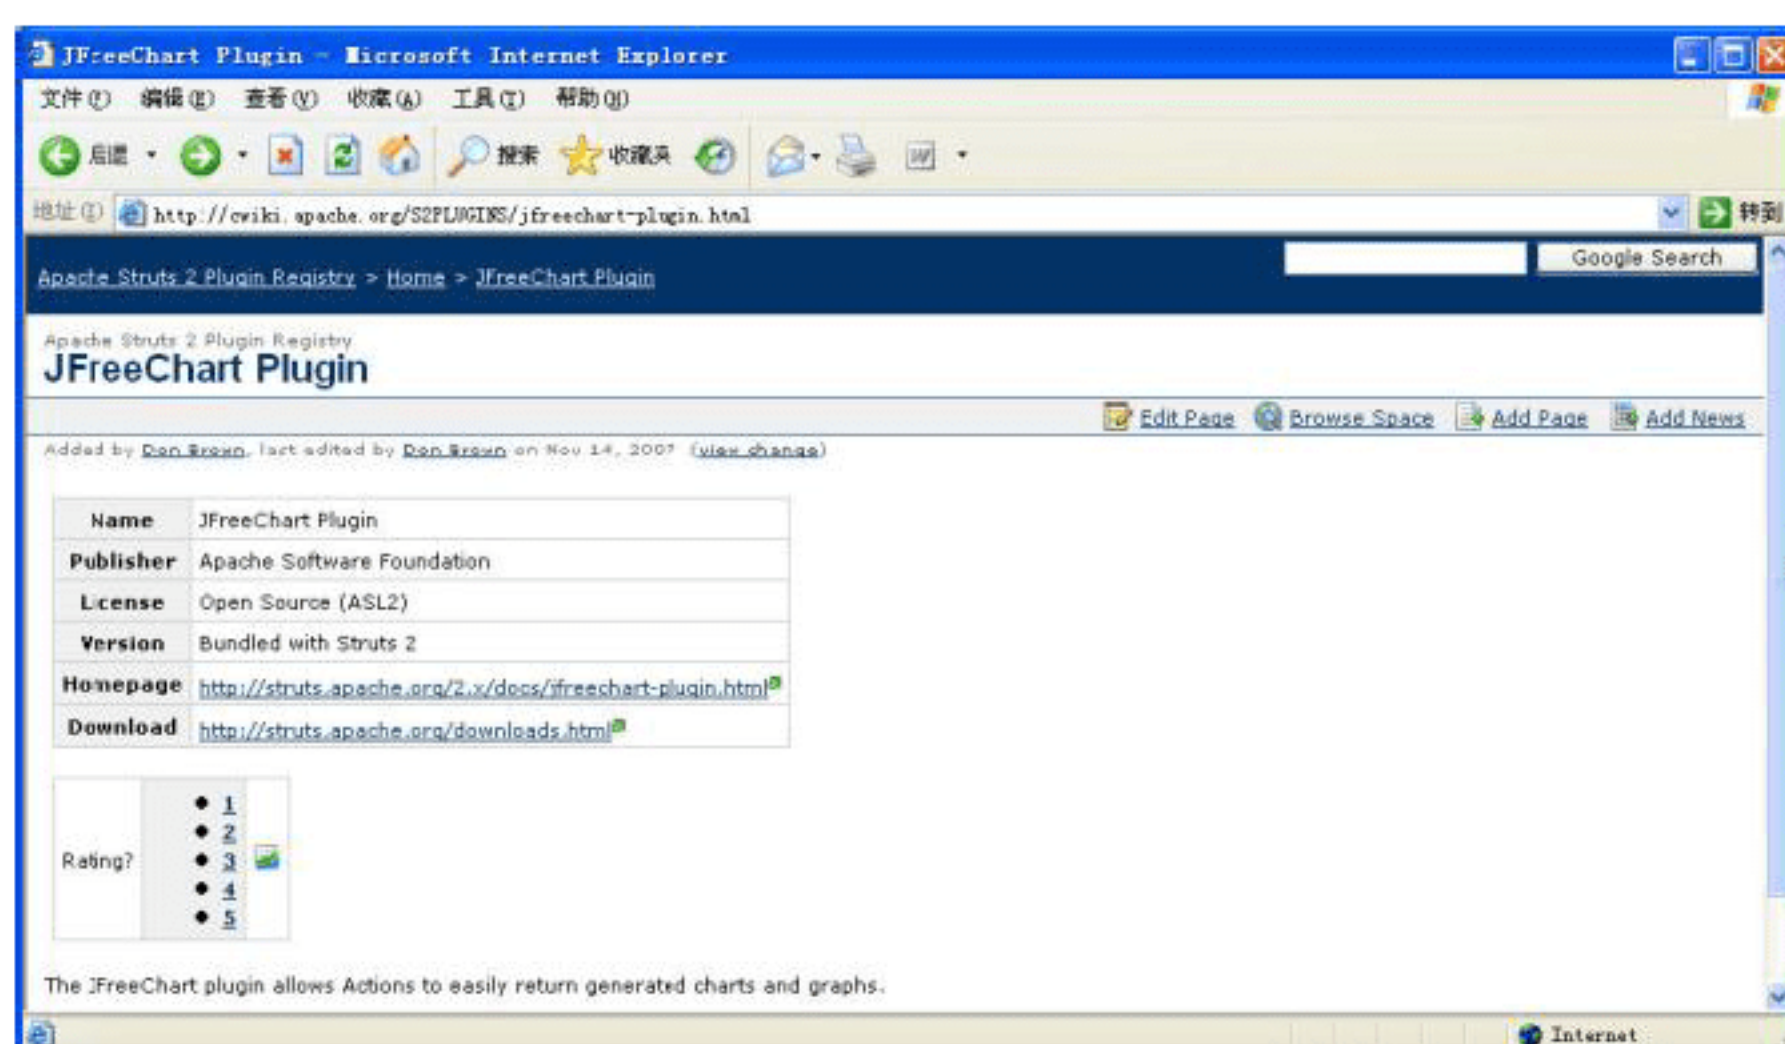 JFreeChart Plugin - Microsoft Internet Explorer
文件(F) 编辑(E) 查看(V) 收藏(A) 工具(T) 帮助(H)
后退 搜索 收藏夹
地址(D) http://cwiki.apache.org/S2PLUGINS/jfreechart-plugin.html 转到
Google Search
Apache Struts 2 Plugin Registry > Home > JFreeChart Plugin
Apache Struts 2 Plugin Registry
JFreeChart Plugin
Edit Page Browse Space Add Page Add News
Added by Don Brown, last edited by Don Brown on Nov 14, 2007 (view change)
Name JFreeChart Plugin
Publisher Apache Software Foundation
License Open Source (ASL2)
Version Bundled with Struts 2
Homepage http://struts.apache.org/2.x/docs/jfreechart-plugin.html
Download http://struts.apache.org/downloads.html
Rating?
1
2
3
4
5
The JFreeChart plugin allows Actions to easily return generated charts and graphs.
Internet